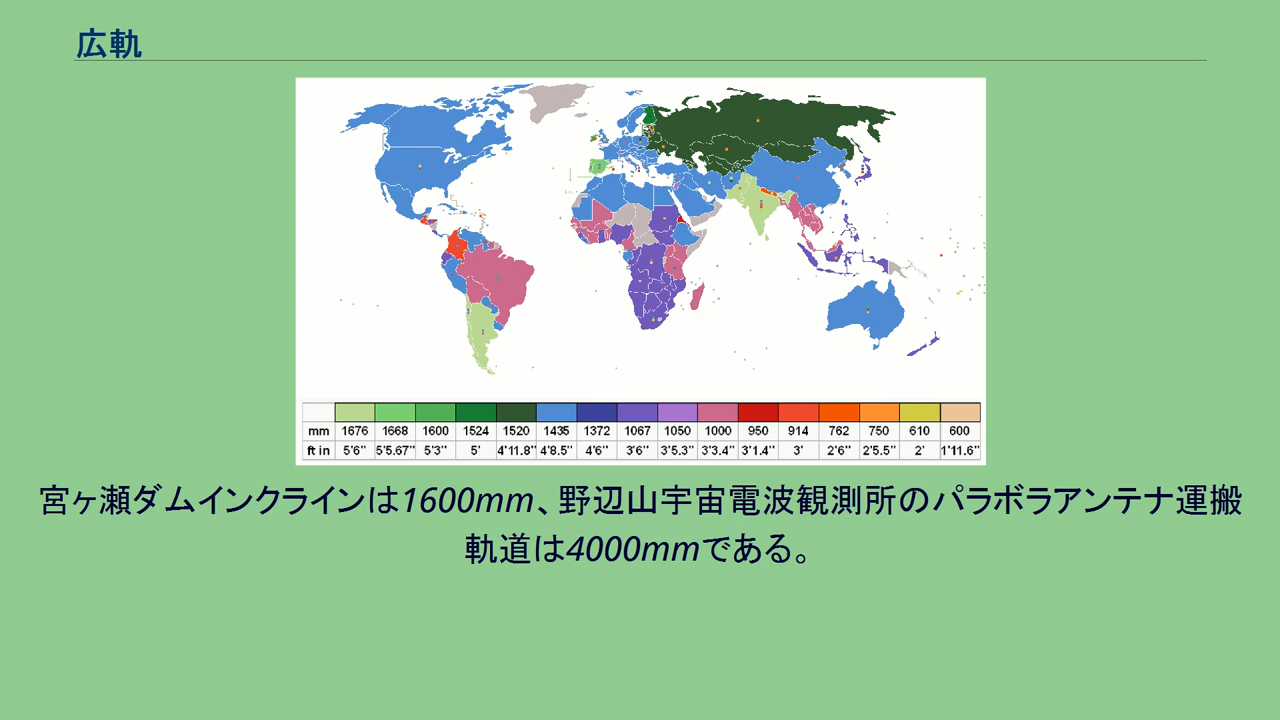 広軌
mm 1676 1668 1600 1524 1520 1435 1372 1067 1050 1000 950 914 762 750 610 600
ft in 5'6" 5'5.67" 5'3" 5' 4'11.8" 4'8.5" 4'6" 3'6" 3'5.3" 3'3.4" 3'1.4" 3' 2'6" 2'5.5" 2' 1'11.6"
宮ヶ瀬ダムインクラインは1600mm、野辺山宇宙電波観測所のパラボラアンテナ運搬
軌道は4000mmである。